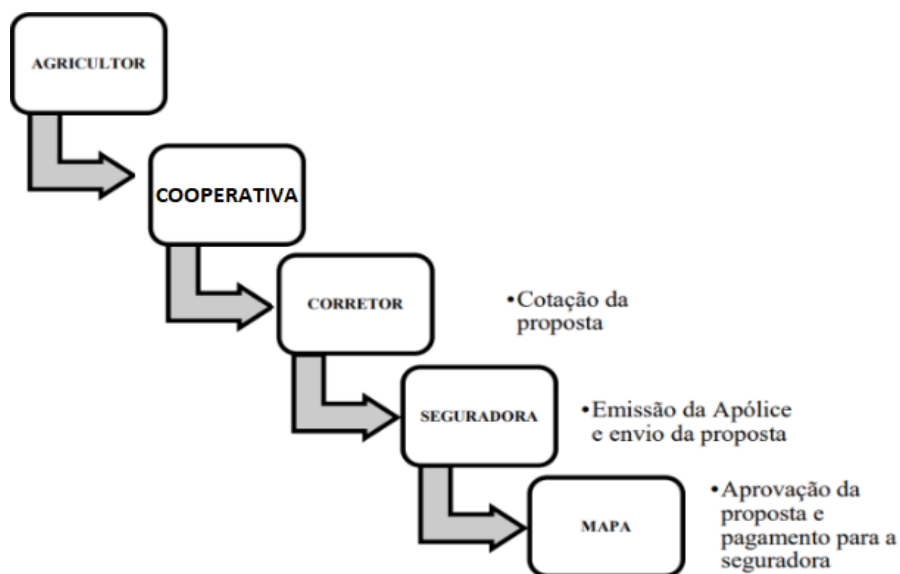 AGRICULTOR
COOPERATIVA
CORRETOR
•Cotação da
proposta
SEGURADORA
•Emissão da Apólice
e envio da proposta
MAPA
•Aprovação da
proposta e
pagamento para a
seguradora